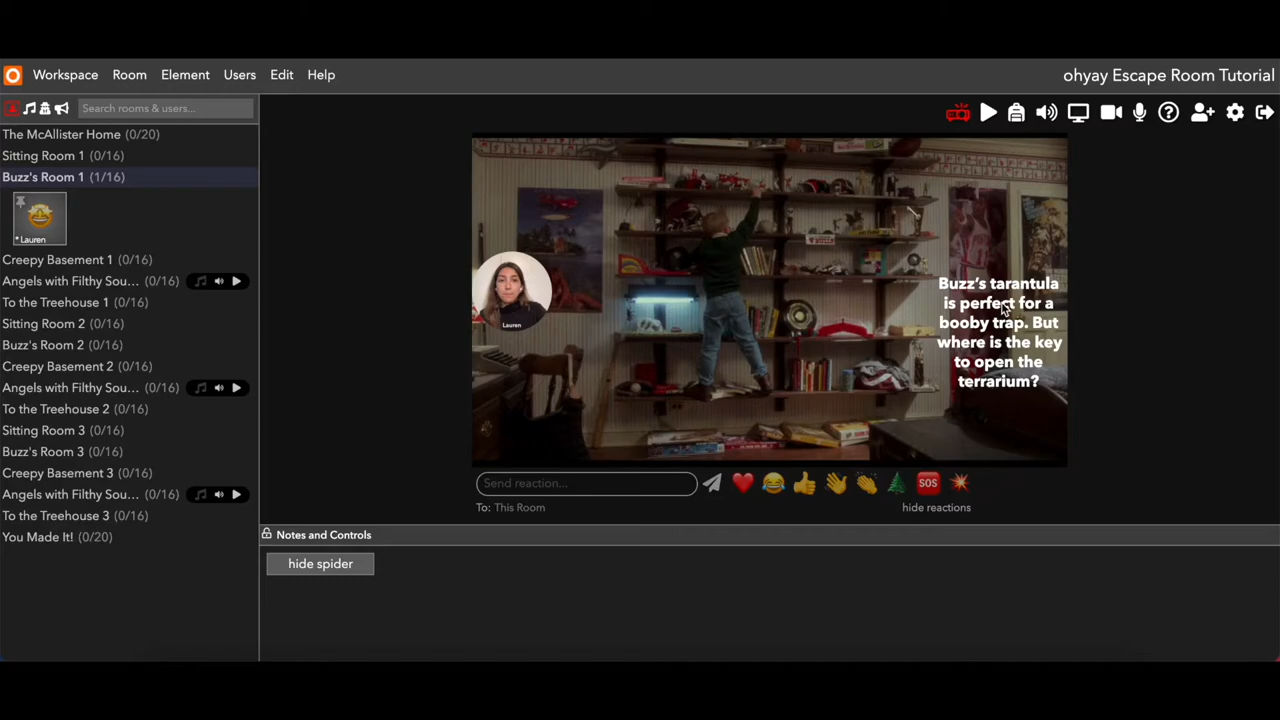 Workspace Room Element Users Edit Help
ohyay Escape Room Tutorial
Search rooms & users...
The McAllister Home (0/20)
Sitting Room 1 (0/16)
Buzz's Room 1 (1/16)
* Lauren
Creepy Basement 1 (0/16)
Angels with Filthy Sou... (0/16)
To the Treehouse 1 (0/16)
Sitting Room 2 (0/16)
Buzz's Room 2 (0/16)
Creepy Basement 2 (0/16)
Angels with Filthy Sou... (0/16)
To the Treehouse 2 (0/16)
Sitting Room 3 (0/16)
Buzz's Room 3 (0/16)
Creepy Basement 3 (0/16)
Angels with Filthy Sou... (0/16)
To the Treehouse 3 (0/16)
You Made It! (0/20)
Lauren
Buzz's tarantula
is perfect for a
booby trap. But
where is the key
to open the
terrarium?
Send reaction...
SOS
To: This Room
hide reactions
Notes and Controls
hide spider